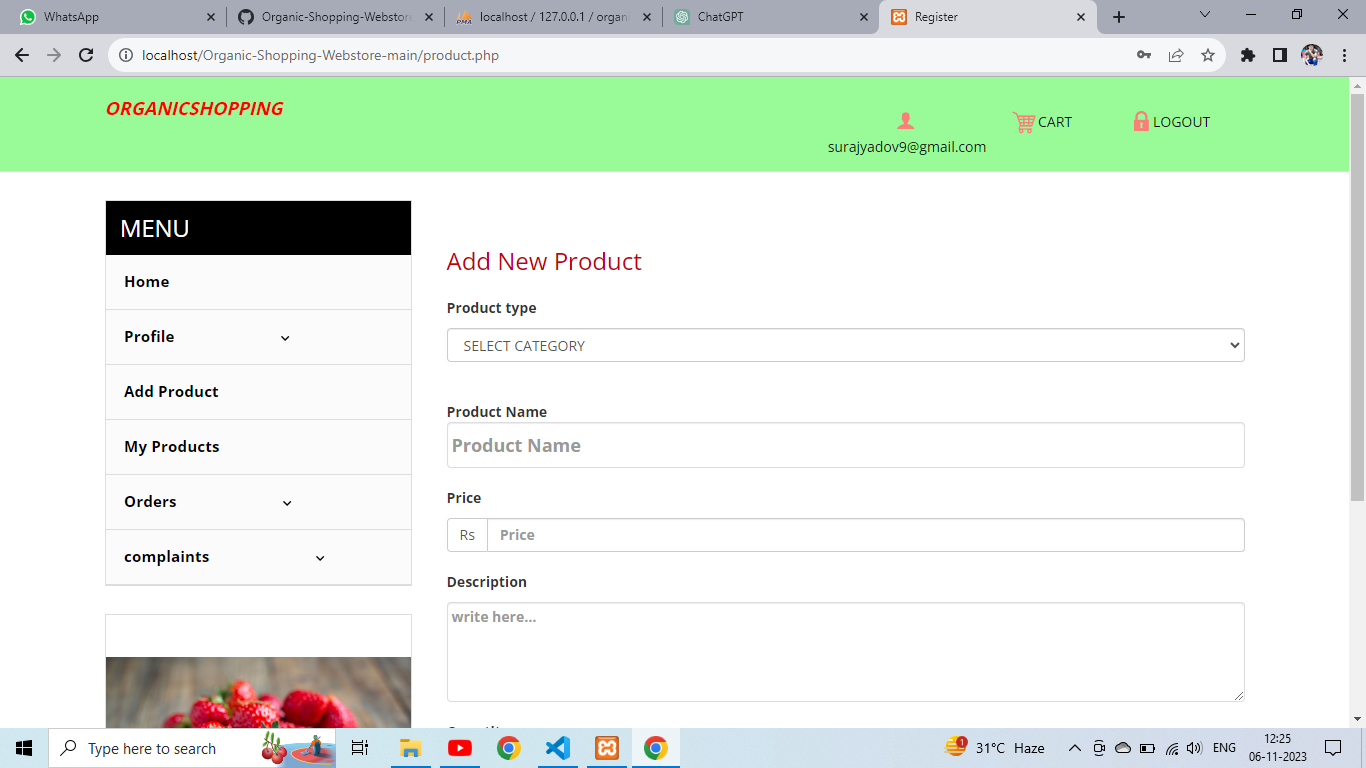 WhatsApp
Organic-Shopping-Webstore
localhost / 127.0.0.1 / organ
ChatGPT
Register
localhost/Organic-Shopping-Webstore-main/product.php
ORGANICSHOPPING
surajyadov9@gmail.com
CART
LOGOUT
MENU
Home
Profile
Add Product
My Products
Orders
complaints
Add New Product
Product type
SELECT CATEGORY
Product Name
Product Name
Price
Rs
Price
Description
write here...
Type here to search
1
31°C Haze
ENG
12:25
06-11-2023